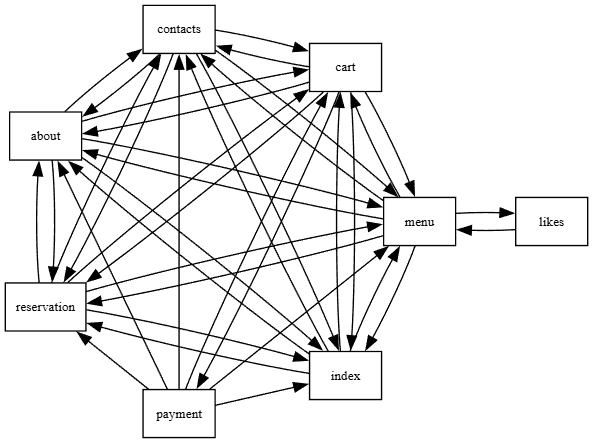 contacts
cart
about
menu
likes
reservation
index
payment